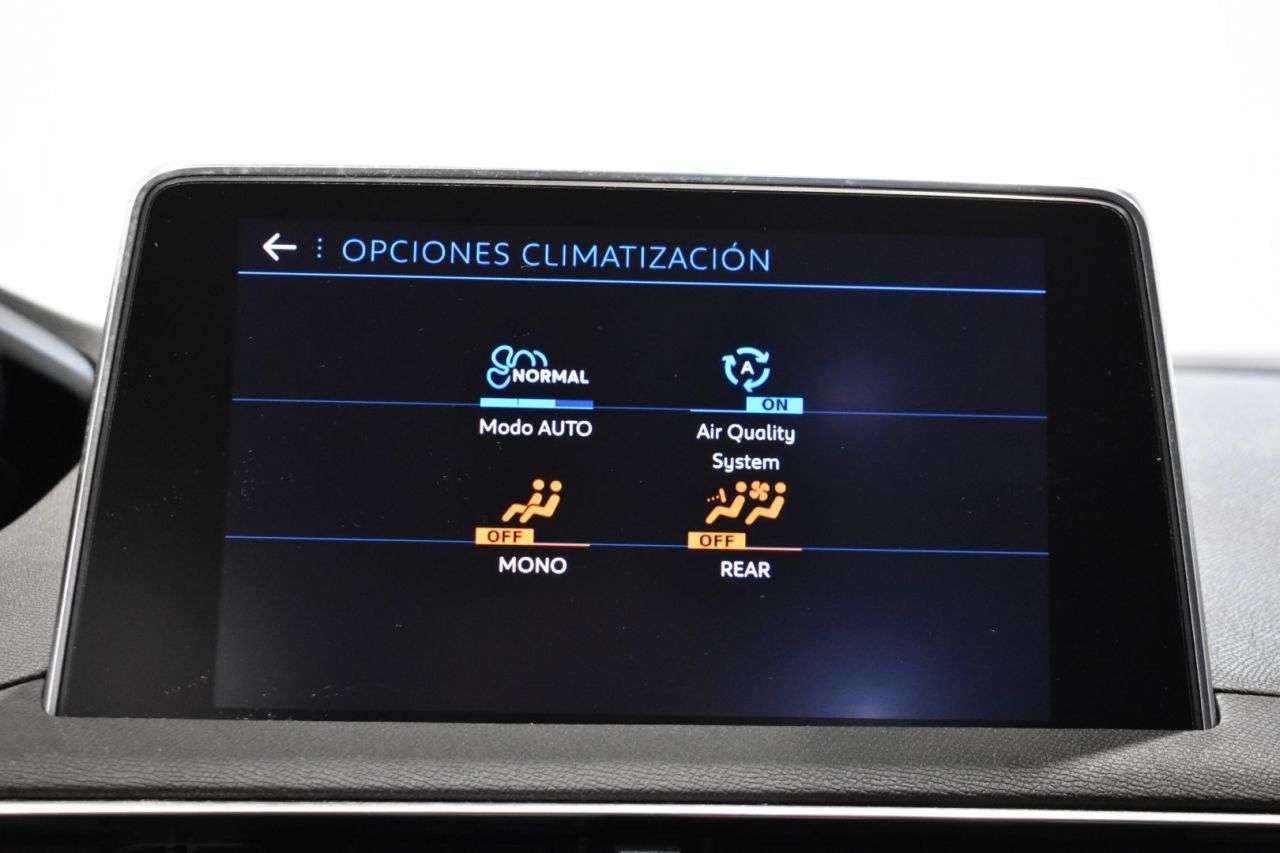 OPCIONES CLIMATIZACIÓN
NORMAL
Modo AUTO
A
ON
Air Quality
System
OFF
MONO
OFF
REAR